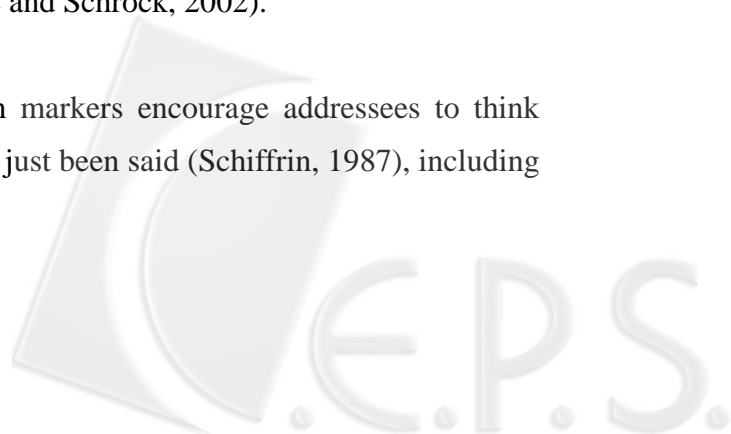 and Schrock, 2002).
markers encourage addressees to think
just been said (Schiffrin, 1987), including
C.E.P.S.